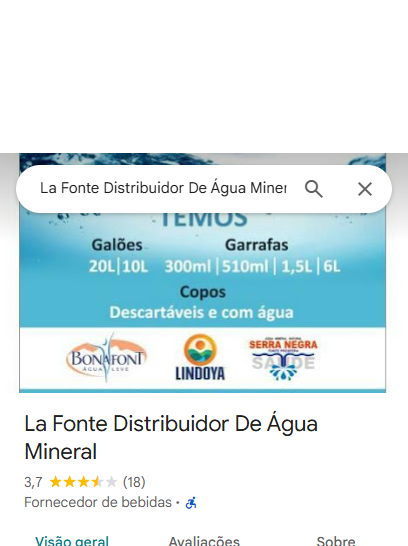 La Fonte Distribuidor De Água Miner
TEMOS
Galões Garrafas
20L|10L 300ml|510ml|1,5L|6L
Copos
Descartáveis e com água
BONAFONT
ÁGUA LEVE
LINDOYA
SERRA NEGRA
SAÚDE
La Fonte Distribuidor De Água
Mineral
3,7 (18)
Fornecedor de bebidas ·
Visão geral Avaliações Sobre